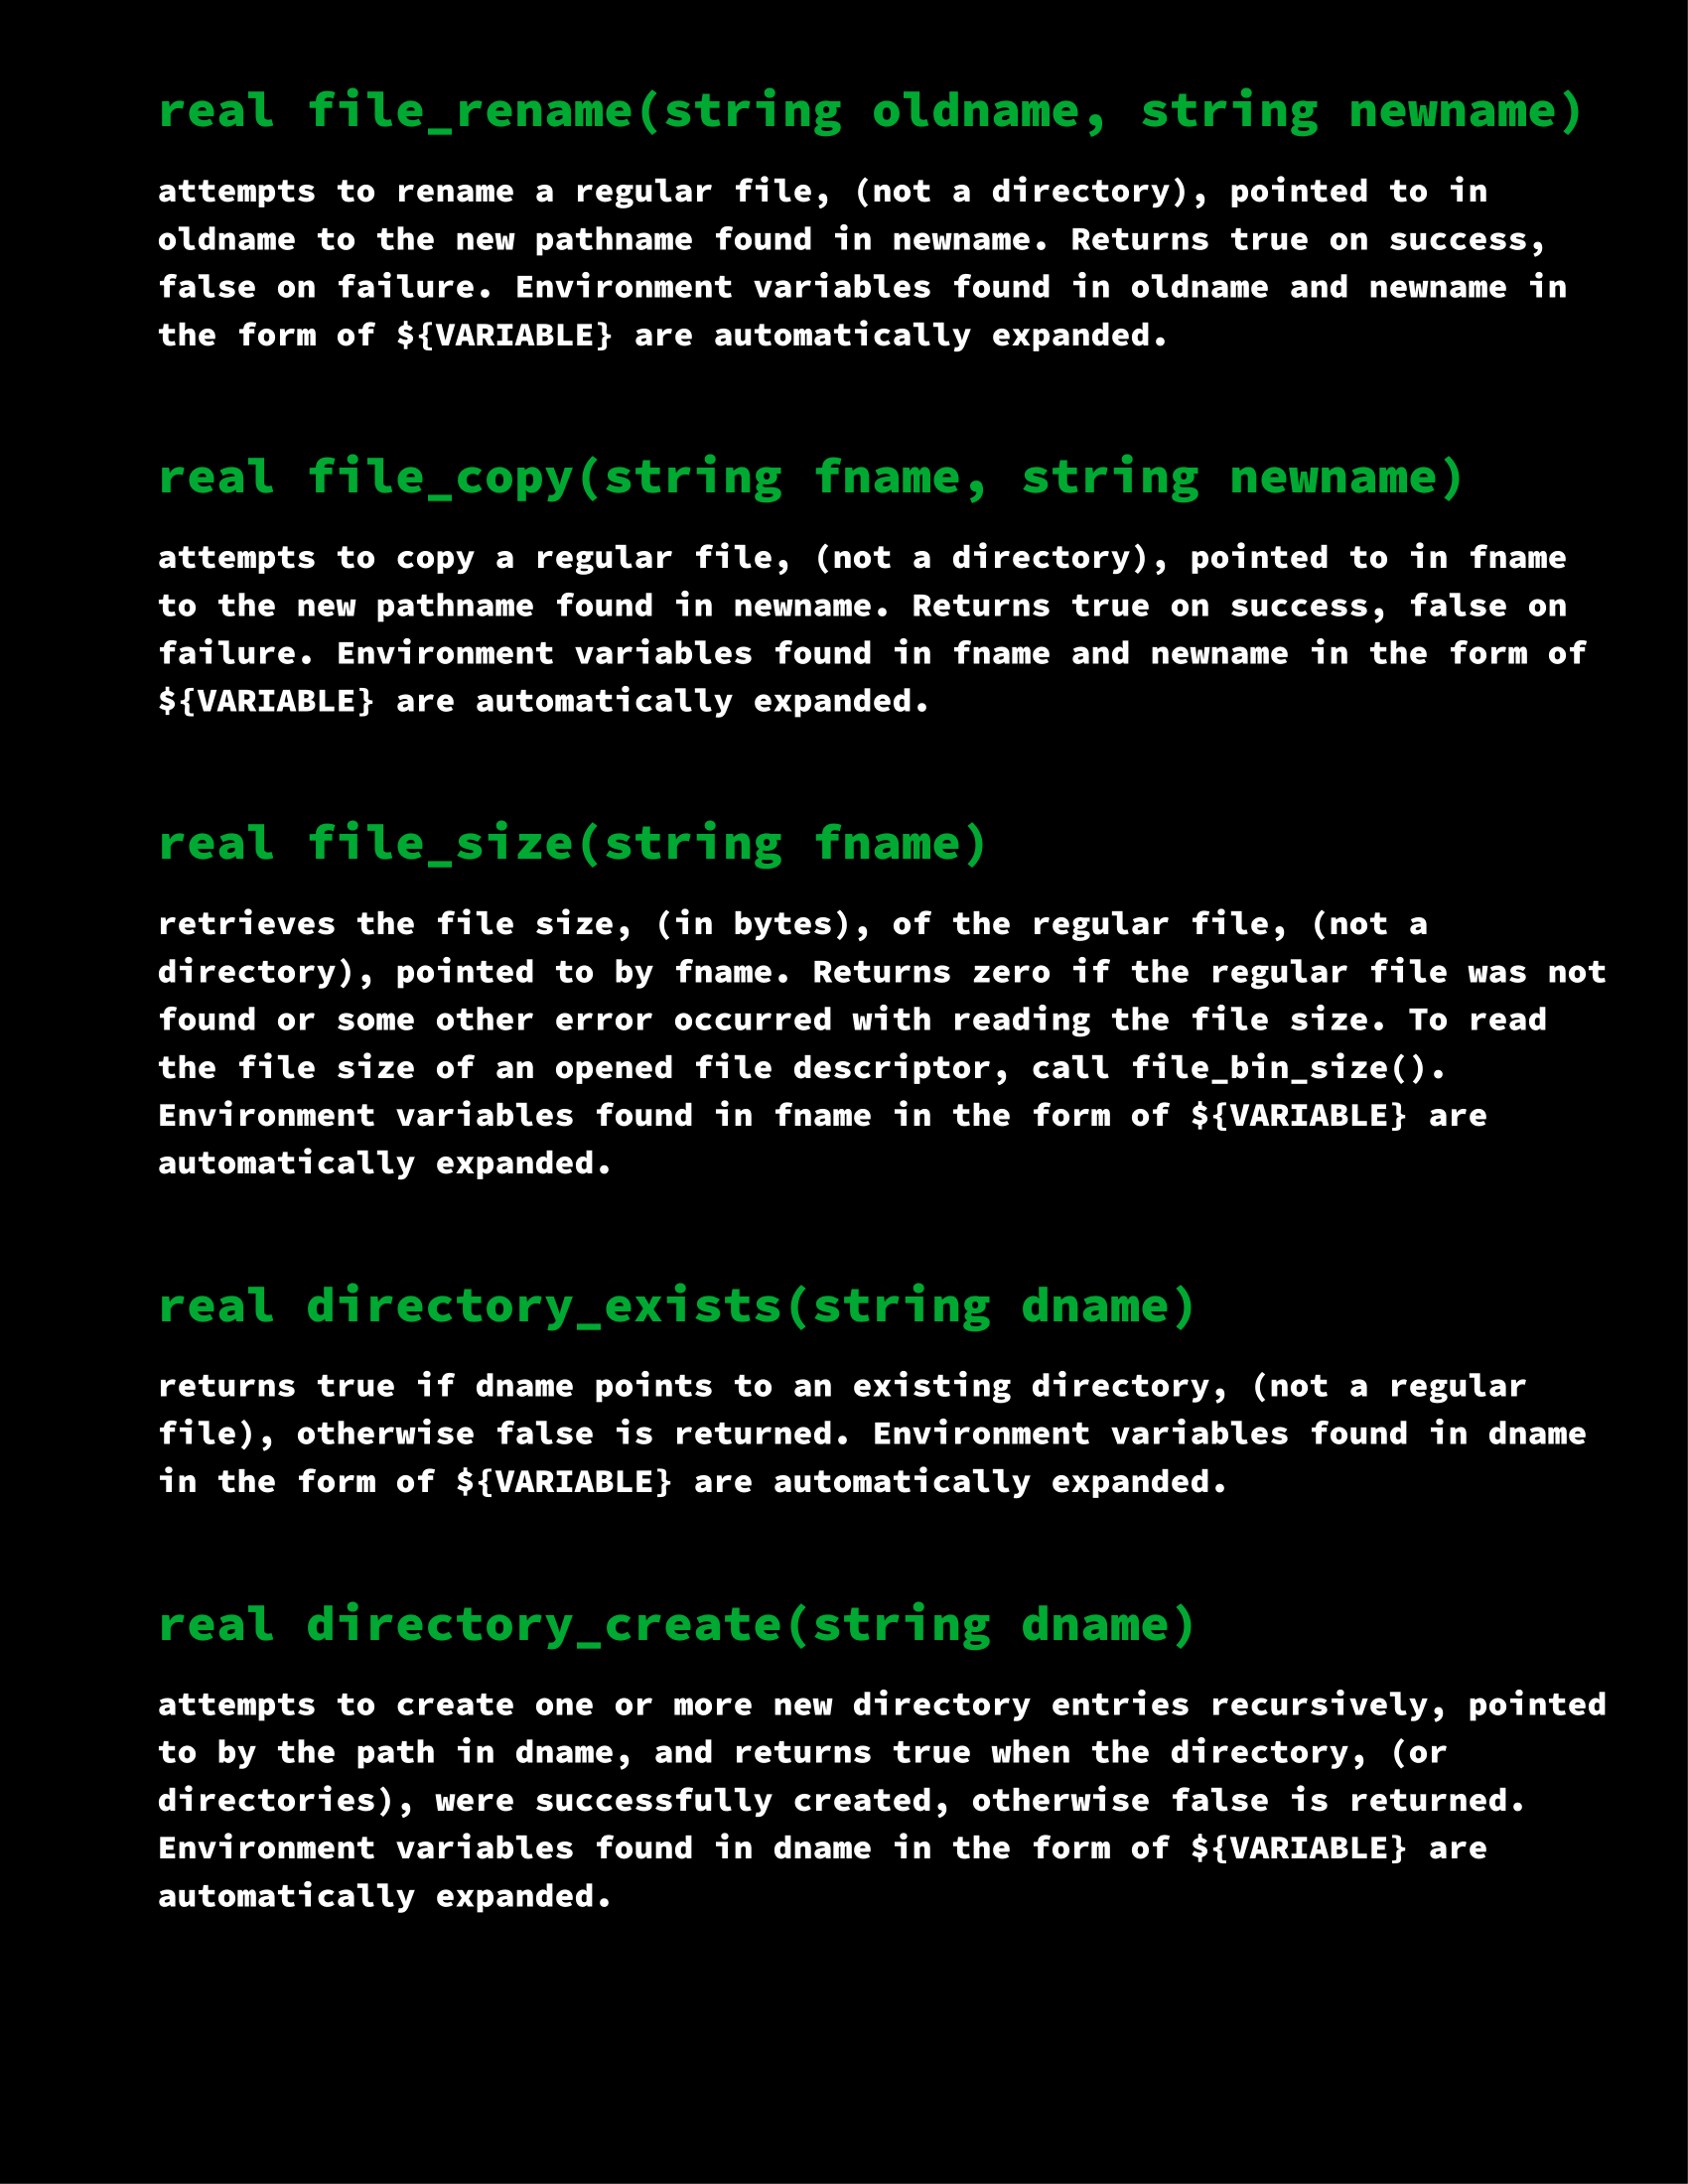 real file_rename(string oldname, string newname)
attempts to rename a regular file, (not a directory), pointed to in
oldname to the new pathname found in newname. Returns true on success,
false on failure. Environment variables found in oldname and newname in
the form of ${VARIABLE} are automatically expanded.
real file_copy(string fname, string newname)
attempts to copy a regular file, (not a directory), pointed to in fname
to the new pathname found in newname. Returns true on success, false on
failure. Environment variables found in fname and newname in the form of
${VARIABLE} are automatically expanded.
real file_size(string fname)
retrieves the file size, (in bytes), of the regular file, (not a
directory), pointed to by fname. Returns zero if the regular file was not
found or some other error occurred with reading the file size. To read
the file size of an opened file descriptor, call file_bin_size().
Environment variables found in fname in the form of ${VARIABLE} are
automatically expanded.
real directory_exists(string dname)
returns true if dname points to an existing directory, (not a regular
file), otherwise false is returned. Environment variables found in dname
in the form of ${VARIABLE} are automatically expanded.
real directory_create(string dname)
attempts to create one or more new directory entries recursively, pointed
to by the path in dname, and returns true when the directory, (or
directories), were successfully created, otherwise false is returned.
Environment variables found in dname in the form of ${VARIABLE} are
automatically expanded.